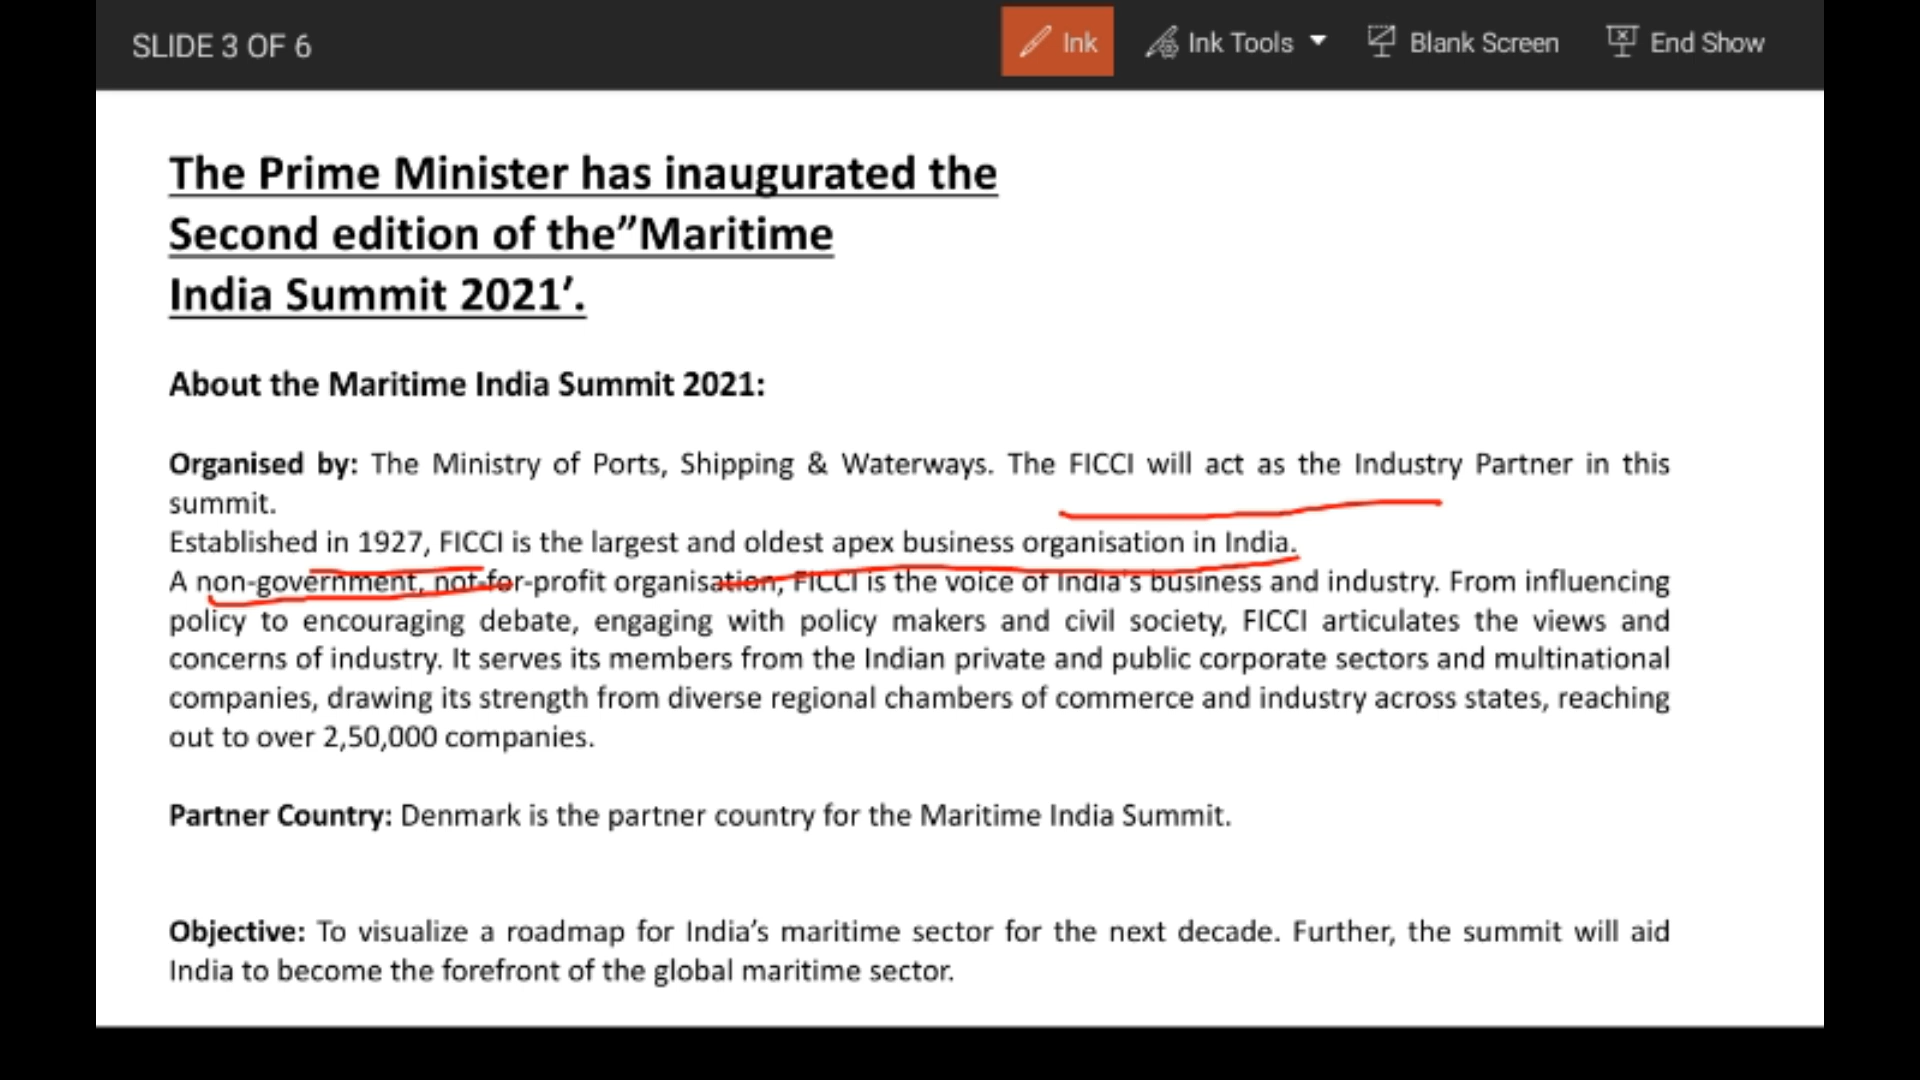 SLIDE 3 OF 6
Ink
Ink Tools
Blank Screen
End Show
The Prime Minister has inaugurated the
Second edition of the”Maritime
India Summit 2021’.
About the Maritime India Summit 2021:
Organised by: The Ministry of Ports, Shipping & Waterways. The FICCI will act as the Industry Partner in this
summit.
Established in 1927, FICCI is the largest and oldest apex business organisation in India.
A non-government, not-for-profit organisation, FICCI is the voice of India's business and industry. From influencing
policy to encouraging debate, engaging with policy makers and civil society, FICCI articulates the views and
concerns of industry. It serves its members from the Indian private and public corporate sectors and multinational
companies, drawing its strength from diverse regional chambers of commerce and industry across states, reaching
out to over 2,50,000 companies.
Partner Country: Denmark is the partner country for the Maritime India Summit.
Objective: To visualize a roadmap for India’s maritime sector for the next decade. Further, the summit will aid
India to become the forefront of the global maritime sector.